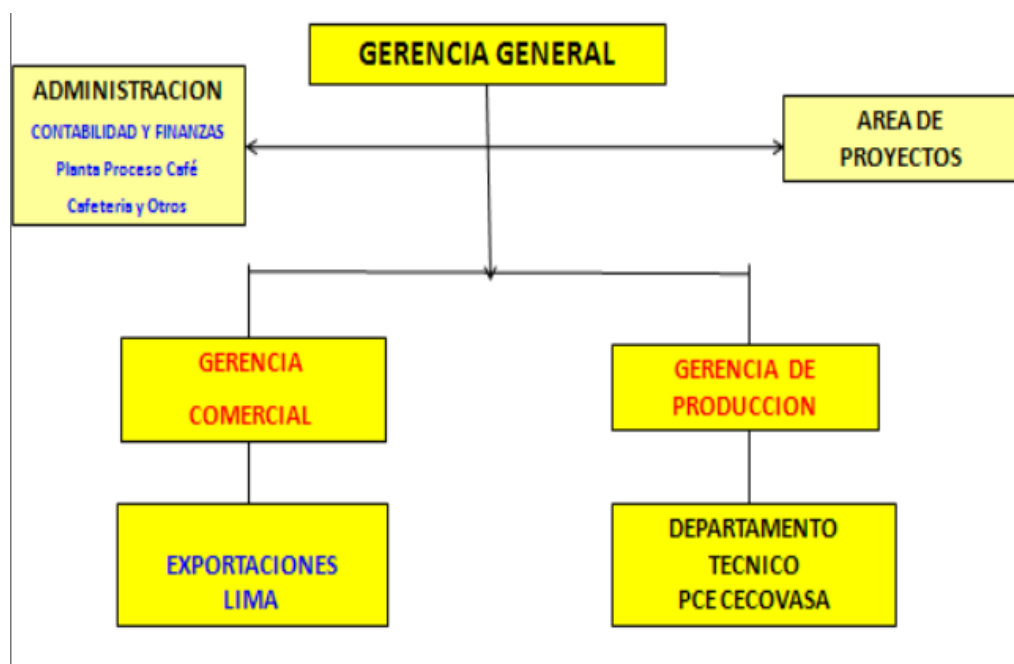 GERENCIA GENERAL
ADMINISTRACION
CONTABILIDAD Y FINANZAS
Planta Proceso Café
Cafeteria y Otros
AREA DE
PROYECTOS
GERENCIA
COMERCIAL
GERENCIA DE
PRODUCCION
EXPORTACIONES
LIMA
DEPARTAMENTO
TECNICO
PCE CECOVASA